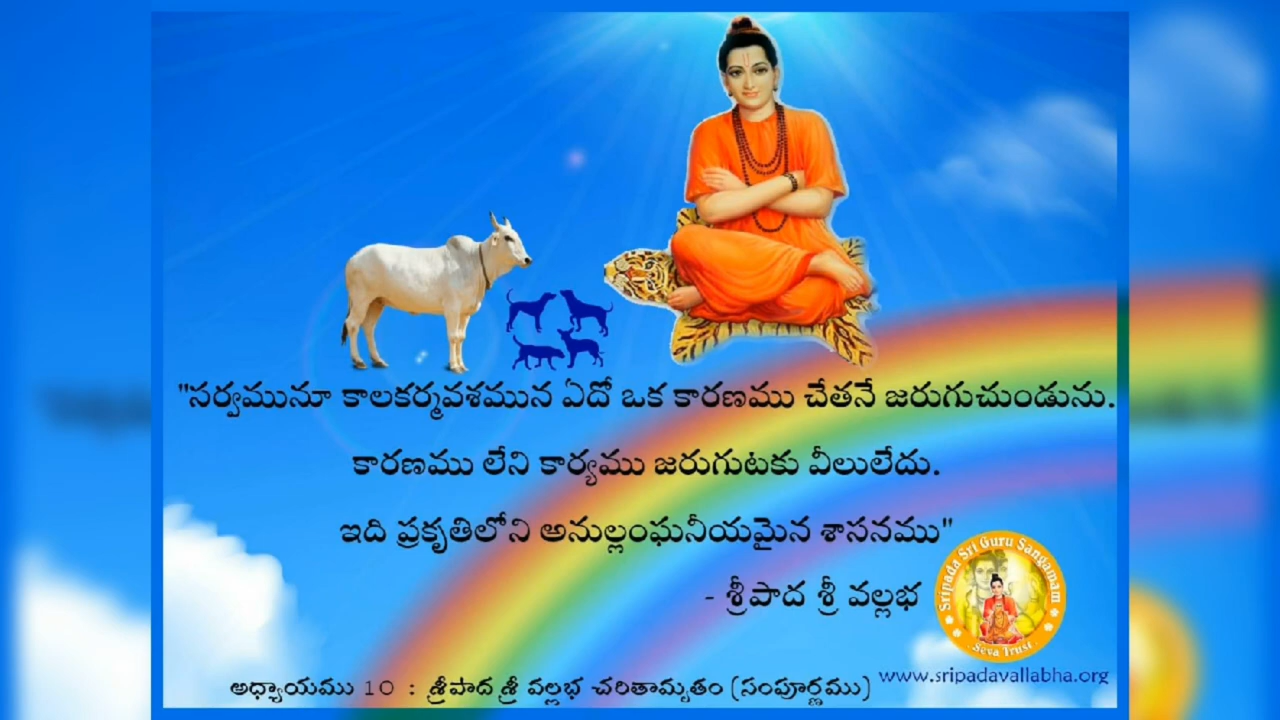 "సర్వమునూ కాలకర్మవశమున ఏదో ఒక కారణము చేతనే జరుగుచుండును.
కారణము లేని కార్యము జరుగుటకు వీలులేదు.
ఇది ప్రకృతిలోని అనుల్లంఘనీయమైన శాసనము"
- శ్రీపాద శ్రీ వల్లభ
Sripada Sri Guru Sangamam
Seva Trust
www.sripadavallabha.org
అధ్యాయము 10 : శ్రీపాద శ్రీ వల్లభ చరితామృతం (సంపూర్ణము)